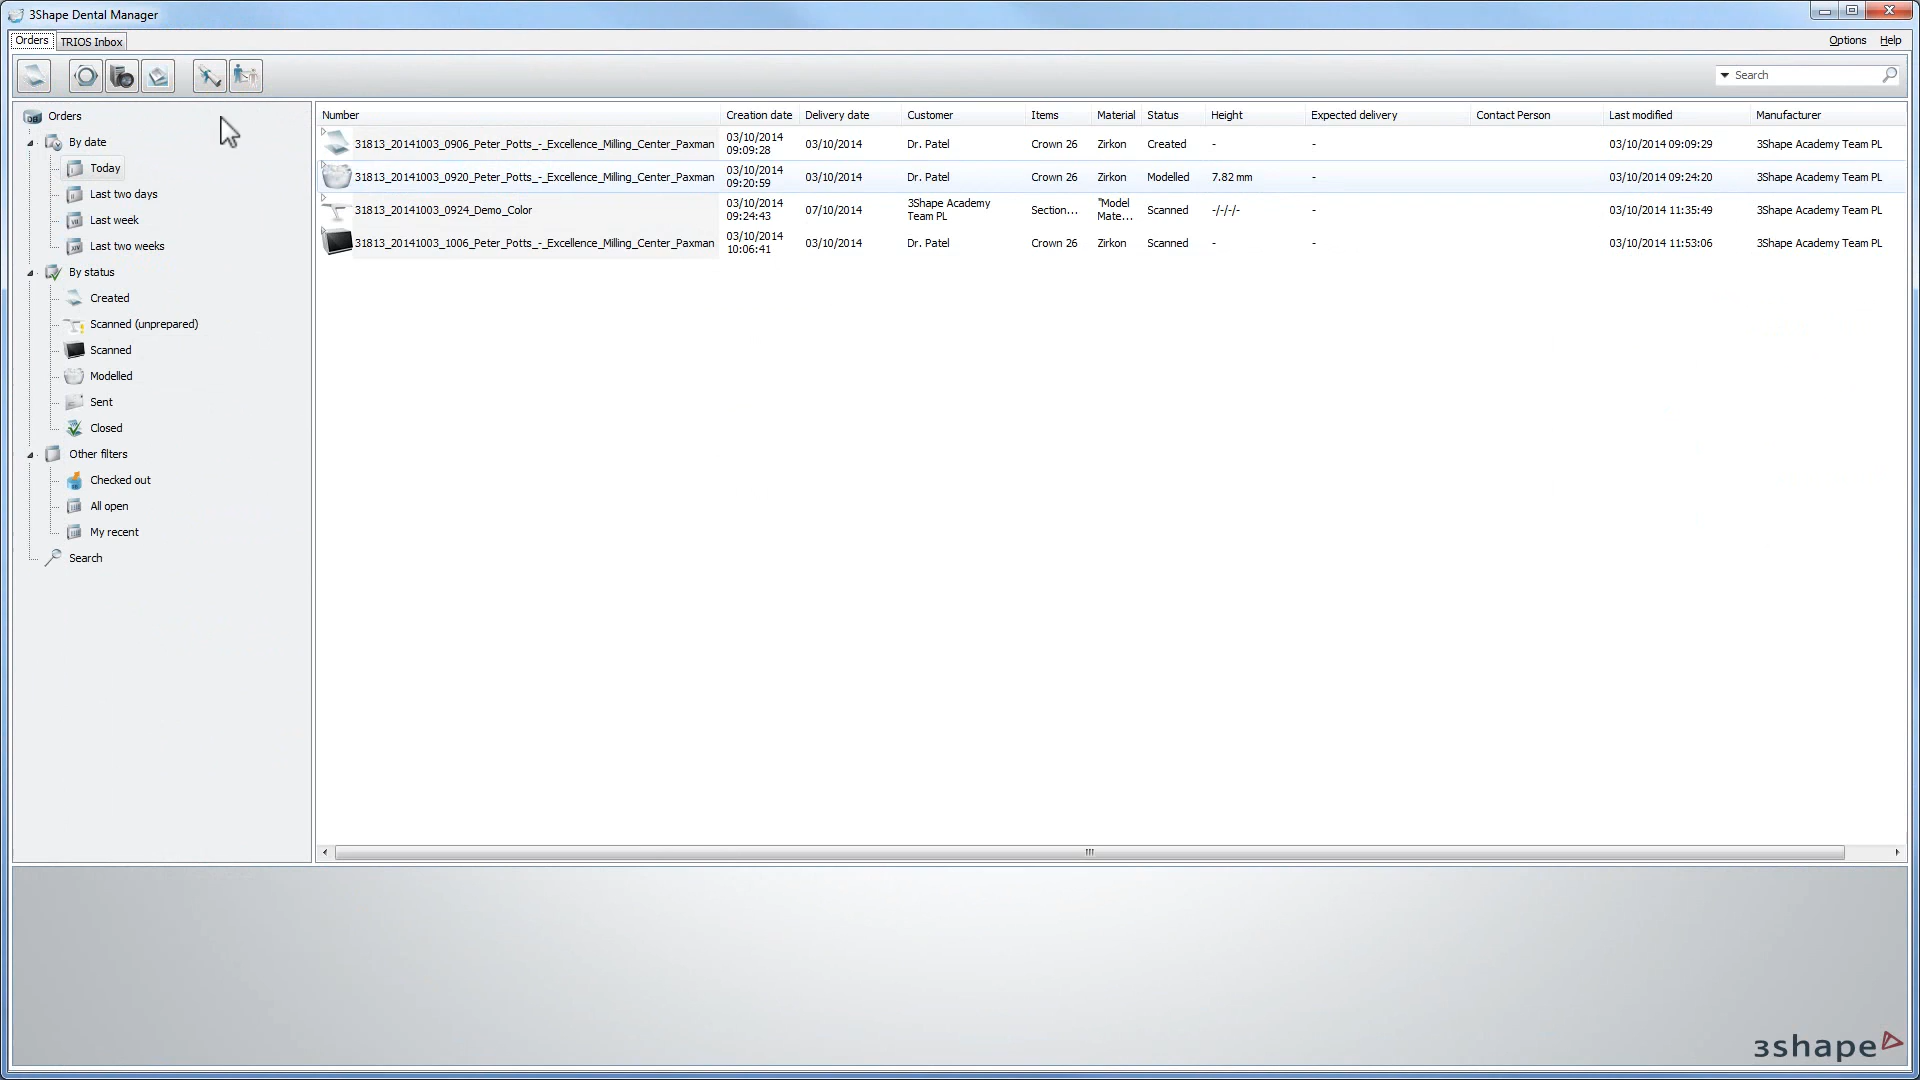 3Shape Dental Manager
Orders
TRIOS Inbox
Options
Help
Search
Orders
By date
Today
Last two days
Last week
Last two weeks
By status
Created
Scanned (unprepared)
Scanned
Modelled
Sent
Closed
Other filters
Checked out
All open
My recent
Search
Number Creation date Delivery date Customer Items Material Status Height Expected delivery Contact Person Last modified Manufacturer
31813_20141003_0906_Peter_Potts_-_Excellence_Milling_Center_Paxman 03/10/2014 09:09:28 03/10/2014 Dr. Patel Crown 26 Zirkon Created - - 03/10/2014 09:09:29 3Shape Academy Team PL
31813_20141003_0920_Peter_Potts_-_Excellence_Milling_Center_Paxman 03/10/2014 09:20:59 03/10/2014 Dr. Patel Crown 26 Zirkon Modelled 7.82 mm - 03/10/2014 09:24:20 3Shape Academy Team PL
31813_20141003_0924_Demo_Color 03/10/2014 09:24:43 07/10/2014 3Shape Academy Team PL Section... "Model Mate... Scanned -/-/-/- - 03/10/2014 11:35:49 3Shape Academy Team PL
31813_20141003_1006_Peter_Potts_-_Excellence_Milling_Center_Paxman 03/10/2014 10:06:41 03/10/2014 Dr. Patel Crown 26 Zirkon Scanned - - 03/10/2014 11:53:06 3Shape Academy Team PL
3shape